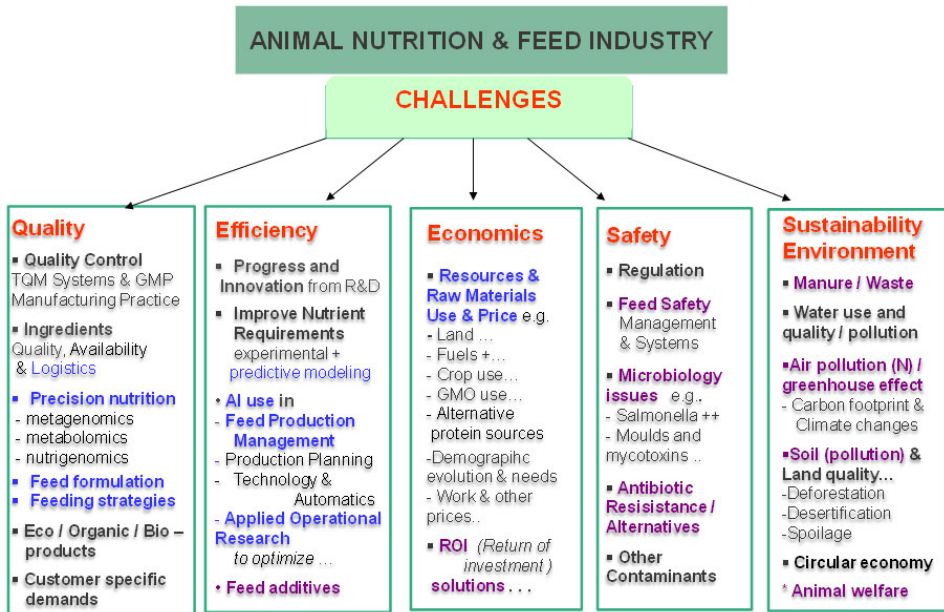 ANIMAL NUTRITION & FEED INDUSTRY
CHALLENGES
Quality
▪ Quality Control
TQM Systems & GMP
Manufacturing Practice
▪ Ingredients
Quality, Availability
& Logistics
▪ Precision nutrition
- metagenomics
- metabolomics
- nutrigenomics
▪ Feed formulation
▪ Feeding strategies
▪ Eco / Organic / Bio –
products
▪ Customer specific
demands
Efficiency
▪ Progress and
Innovation from R&D
▪ Improve Nutrient
Requirements
experimental +
predictive modeling
• AI use in
- Feed Production
Management
- Production Planning
- Technology &
Automatics
- Applied Operational
Research
to optimize ...
• Feed additives
Economics
▪ Resources &
Raw Materials
Use & Price e.g.
- Land ...
- Fuels +...
- Crop use...
- GMO use...
- Alternative
protein sources
-Demograpihc
evolution & needs
- Work & other
prices..
▪ ROI (Return of
investment )
solutions . . .
Safety
▪ Regulation
▪ Feed Safety
Management
& Systems
▪ Microbiology
issues e.g.,
- Salmonella ++
- Moulds and
mycotoxins ..
▪ Antibiotic
Resisistance /
Alternatives
▪ Other
Contaminants
Sustainability
Environment
▪ Manure / Waste
▪ Water use and
quality / pollution
▪Air pollution (N) /
greenhouse effect
- Carbon footprint &
Climate changes
▪Soil (pollution) &
Land quality...
-Deforestation
-Desertification
-Spoilage
▪ Circular economy
* Animal welfare